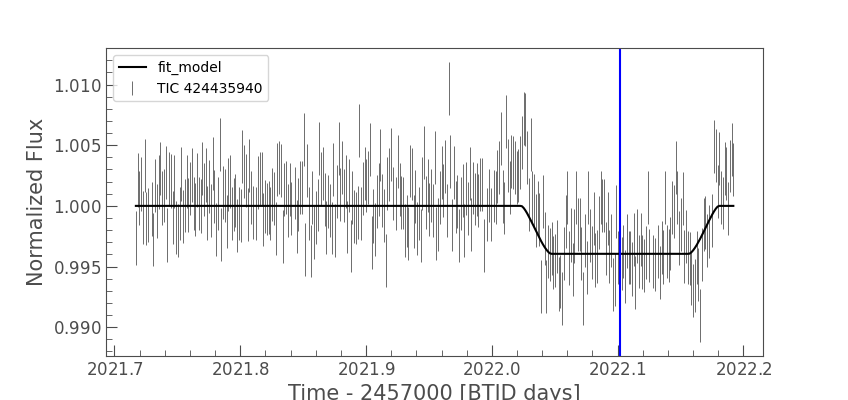 fit_model
TIC 424435940
Normalized Flux
1.010
1.005
1.000
0.995
0.990
2021.7 2021.8 2021.9 2022.0 2022.1 2022.2
Time - 2457000 [BTJD days]